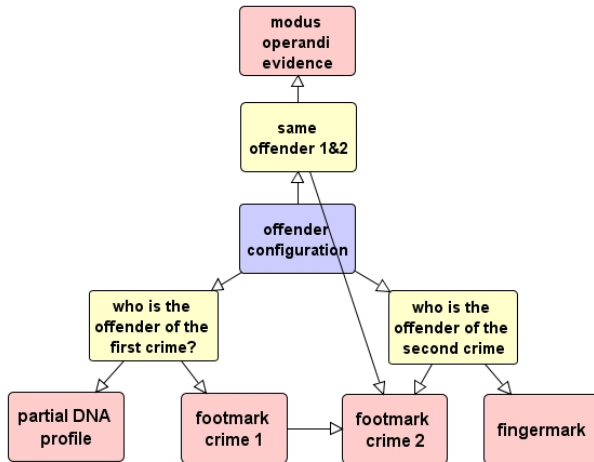 modus
operandi
evidence
same
offender 1&2
offender
configuration
who is the
offender of the
first crime?
who is the
offender of the
second crime
partial DNA
profile
footmark
crime 1
footmark
crime 2
fingermark